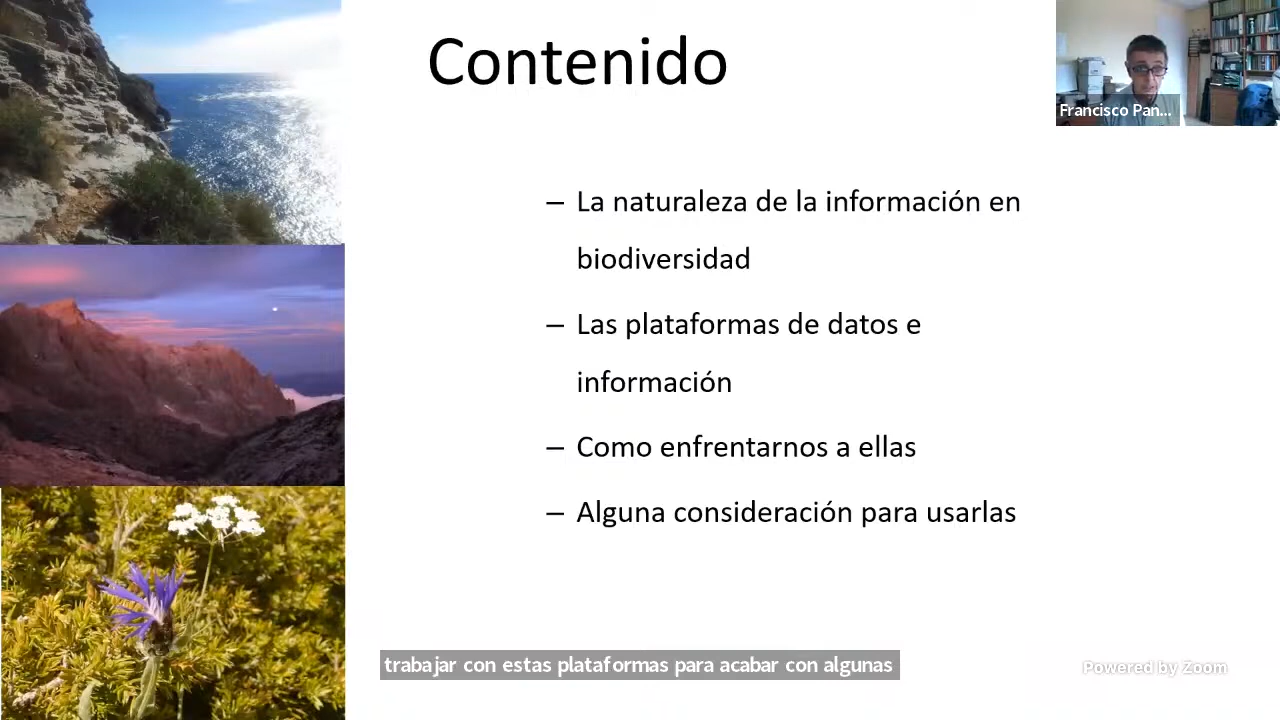 Contenido
Francisco Pan...
– La naturaleza de la información en
biodiversidad
– Las plataformas de datos e
información
– Como enfrentarnos a ellas
– Alguna consideración para usarlas
trabajar con estas plataformas para acabar con algunas
Powered by Zoom